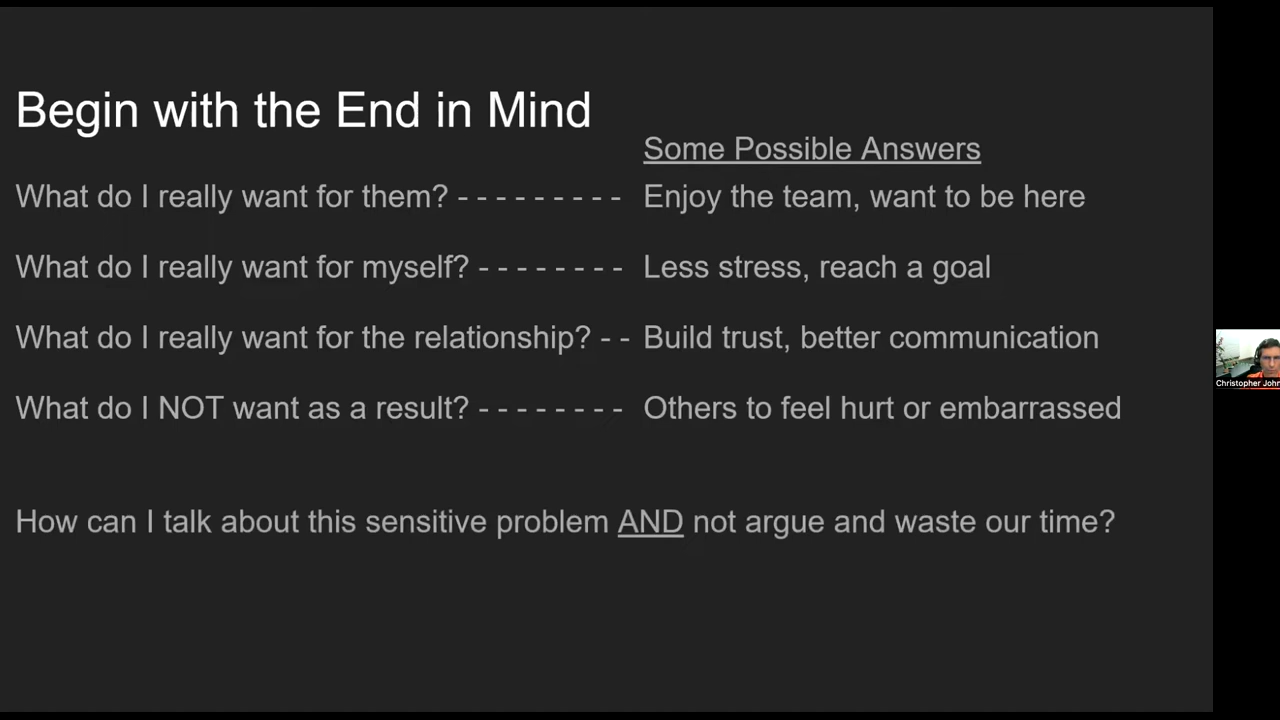 Begin with the End in Mind
Some Possible Answers
What do I really want for them? - - - - - - - - - Enjoy the team, want to be here
What do I really want for myself? - - - - - - - - Less stress, reach a goal
What do I really want for the relationship? - - Build trust, better communication
What do I NOT want as a result? - - - - - - - - Others to feel hurt or embarrassed
How can I talk about this sensitive problem AND not argue and waste our time?
Christopher John